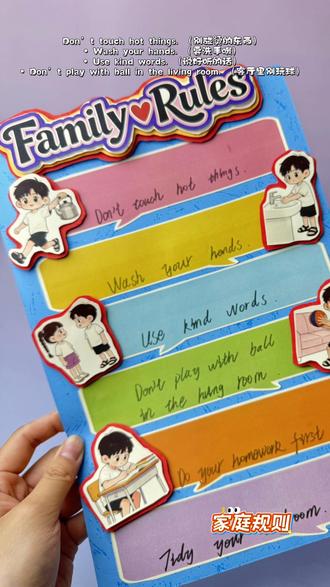 Don't touch hot things. （别碰烫的东西）
• Wash your hands. （要洗手哦）
• Use kind words. （说好听的话）
• Don't play with ball in the living room. （客厅里别玩球）
Family Rules
Don't touch hot things.
Wash your hands.
Use kind words.
Don't play with ball
in the living room.
Do your homework first
家庭规则
Tidy your room.